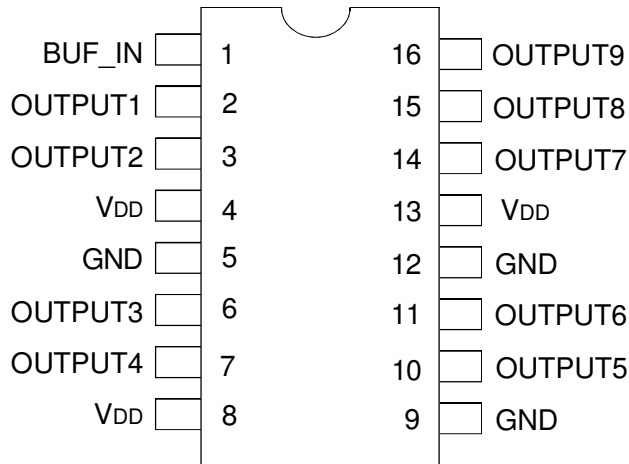 BUF_IN 1 16 OUTPUT9
OUTPUT1 2 15 OUTPUT8
OUTPUT2 3 14 OUTPUT7
VDD 4 13 VDD
GND 5 12 GND
OUTPUT3 6 11 OUTPUT6
OUTPUT4 7 10 OUTPUT5
VDD 8 9 GND